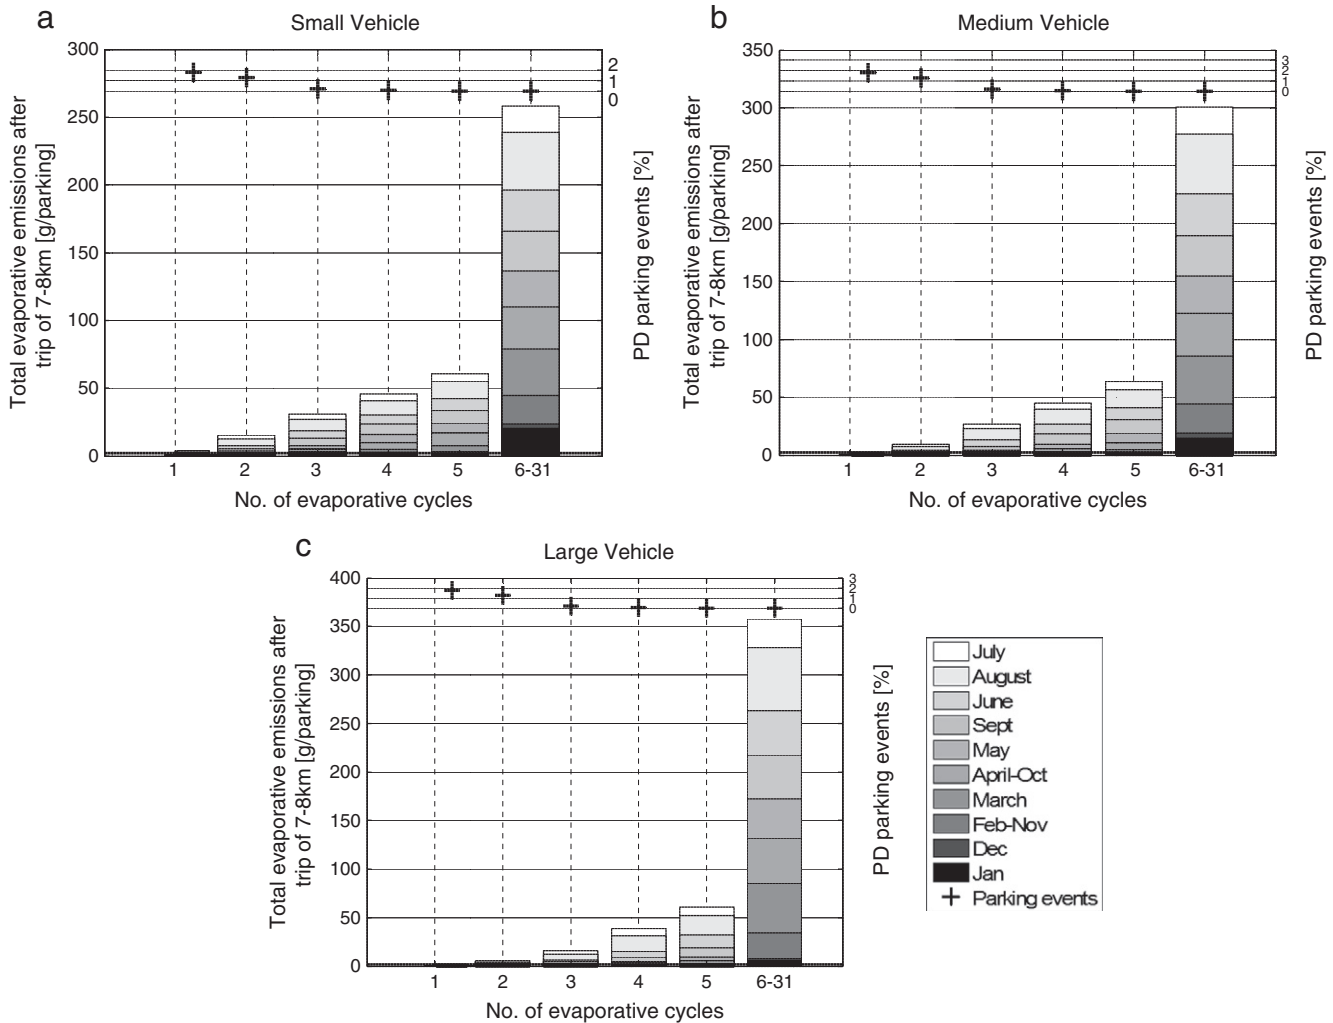 a
Small Vehicle
300
250
200
150
100
50
0
2
1
0
Total evaporative emissions after
trip of 7-8km [g/parking]
PD parking events [%]
1 2 3 4 5 6-31
No. of evaporative cycles
b
Medium Vehicle
350
300
250
200
150
100
50
0
3
2
1
0
Total evaporative emissions after
trip of 7-8km [g/parking]
PD parking events [%]
1 2 3 4 5 6-31
No. of evaporative cycles
c
Large Vehicle
400
350
300
250
200
150
100
50
0
3
2
1
0
Total evaporative emissions after
trip of 7-8km [g/parking]
PD parking events [%]
1 2 3 4 5 6-31
No. of evaporative cycles
July
August
June
Sept
May
April-Oct
March
Feb-Nov
Dec
Jan
Parking events